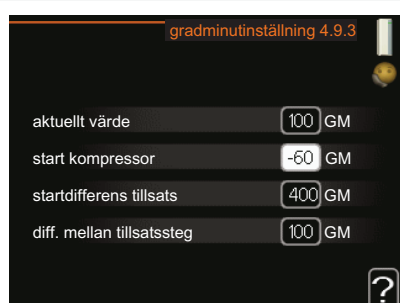 gradminutinställning 4.9.3
aktuellt värde 100 GM
start kompressor -60 GM
startdifferens tillsats 400 GM
diff. mellan tillsatssteg 100 GM
?